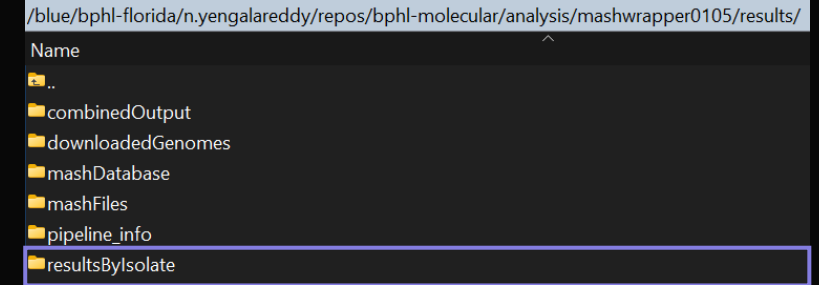 /blue/bphl-florida/n.yengalareddy/repos/bphl-molecular/analysis/mashwrapper0105/results/
Name
..
combinedOutput
downloadedGenomes
mashDatabase
mashFiles
pipeline_info
resultsByIsolate